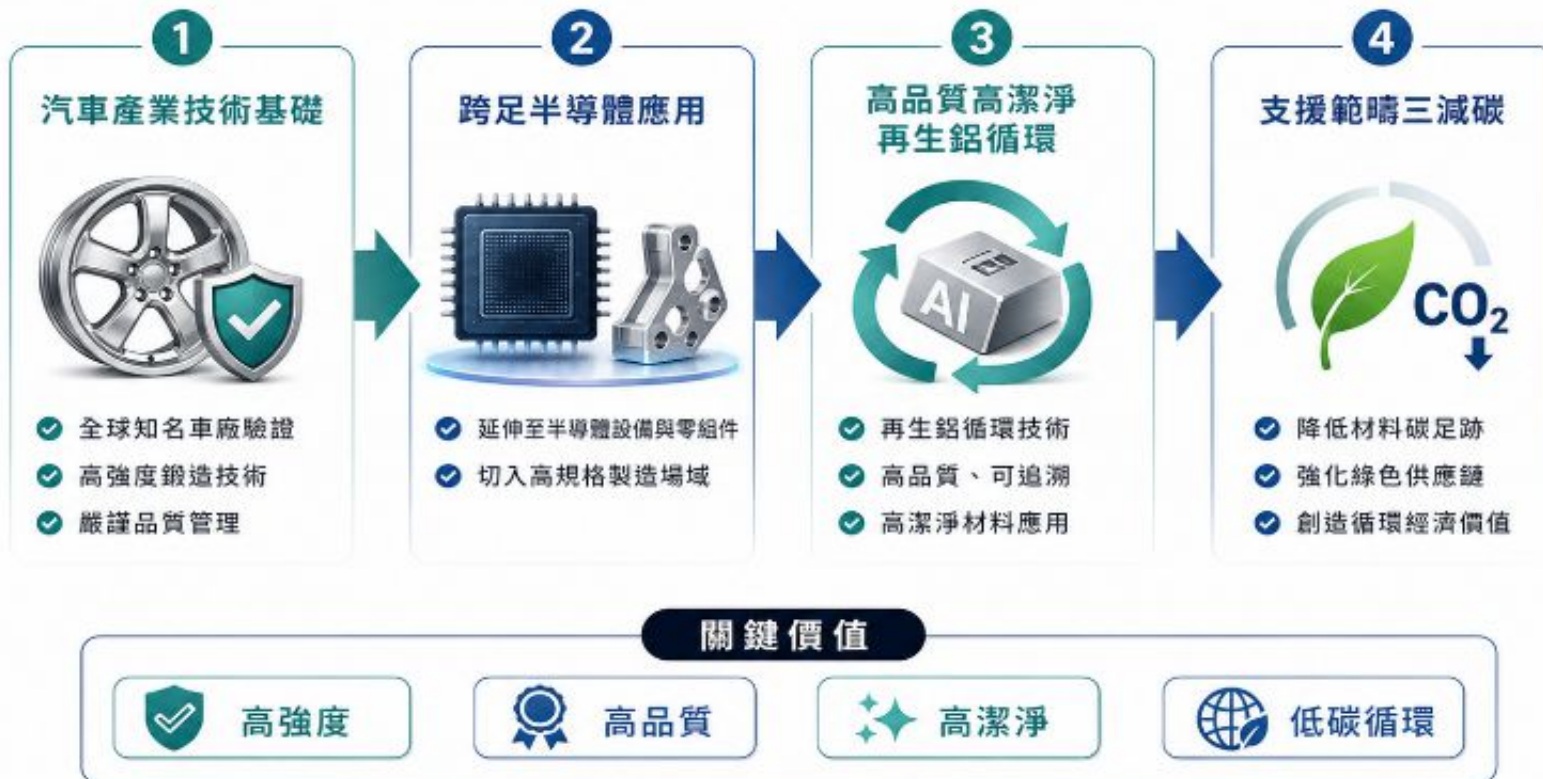 1
汽車產業技術基礎
全球知名車廠驗證
高強度鍛造技術
嚴謹品質管理
2
跨足半導體應用
延伸至半導體設備與零組件
切入高規格製造場域
3
高品質高潔淨
再生鋁循環
Al
再生鋁循環技術
高品質、可追溯
高潔淨材料應用
4
支援範疇三減碳
CO₂
降低材料碳足跡
強化綠色供應鏈
創造循環經濟價值
關鍵價值
高強度
高品質
高潔淨
低碳循環